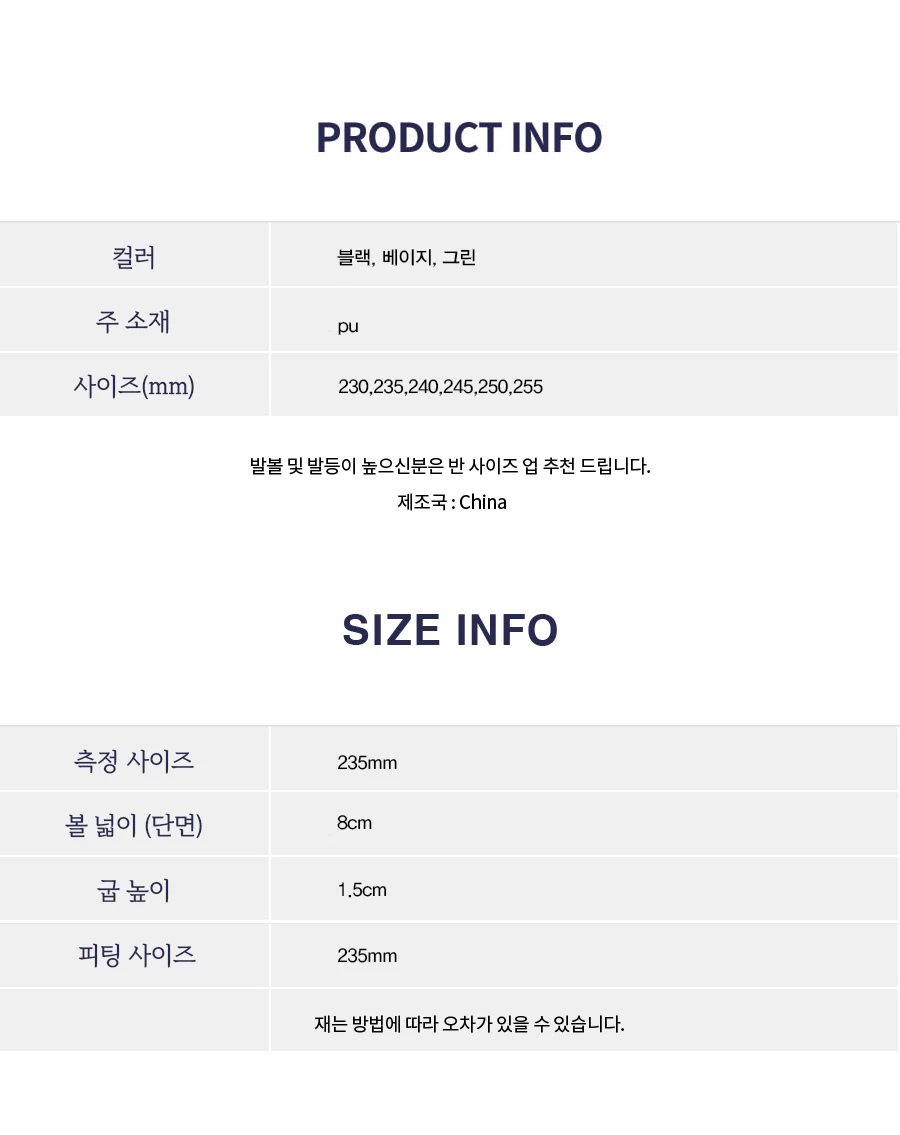 PRODUCT INFO
컬러 블랙, 베이지, 그린
주 소재 pu
사이즈(mm) 230,235,240,245,250,255
발볼 및 발등이 높으신분은 반 사이즈 업 추천 드립니다.
제조국 : China
SIZE INFO
측정 사이즈 235mm
볼 넓이 (단면) 8cm
굽 높이 1.5cm
피팅 사이즈 235mm
재는 방법에 따라 오차가 있을 수 있습니다.